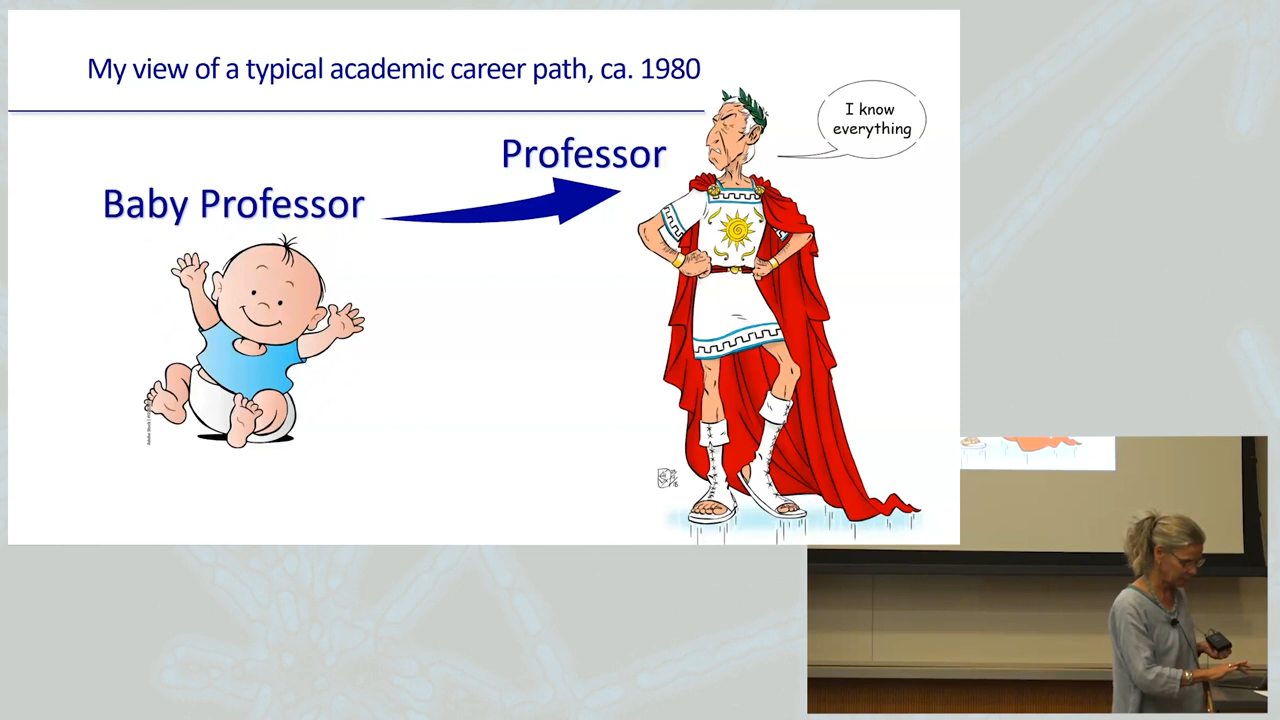 My view of a typical academic career path, ca. 1980
I know
everything
Professor
Baby Professor